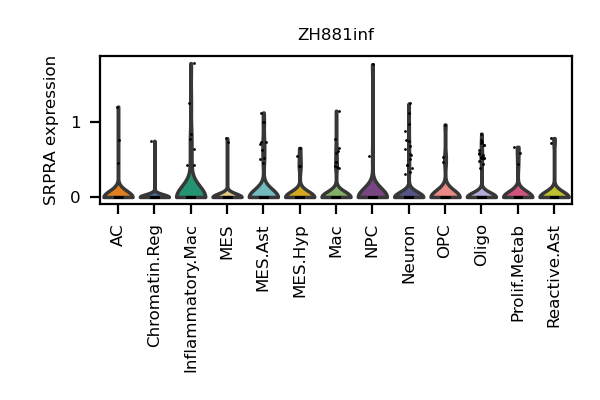 ZH881inf
SRPRA expression
1
0
AC
Chromatin.Reg
Inflammatory.Mac
MES
MES.Ast
MES.Hyp
Mac
NPC
Neuron
OPC
Oligo
Prolif.Metab
Reactive.Ast